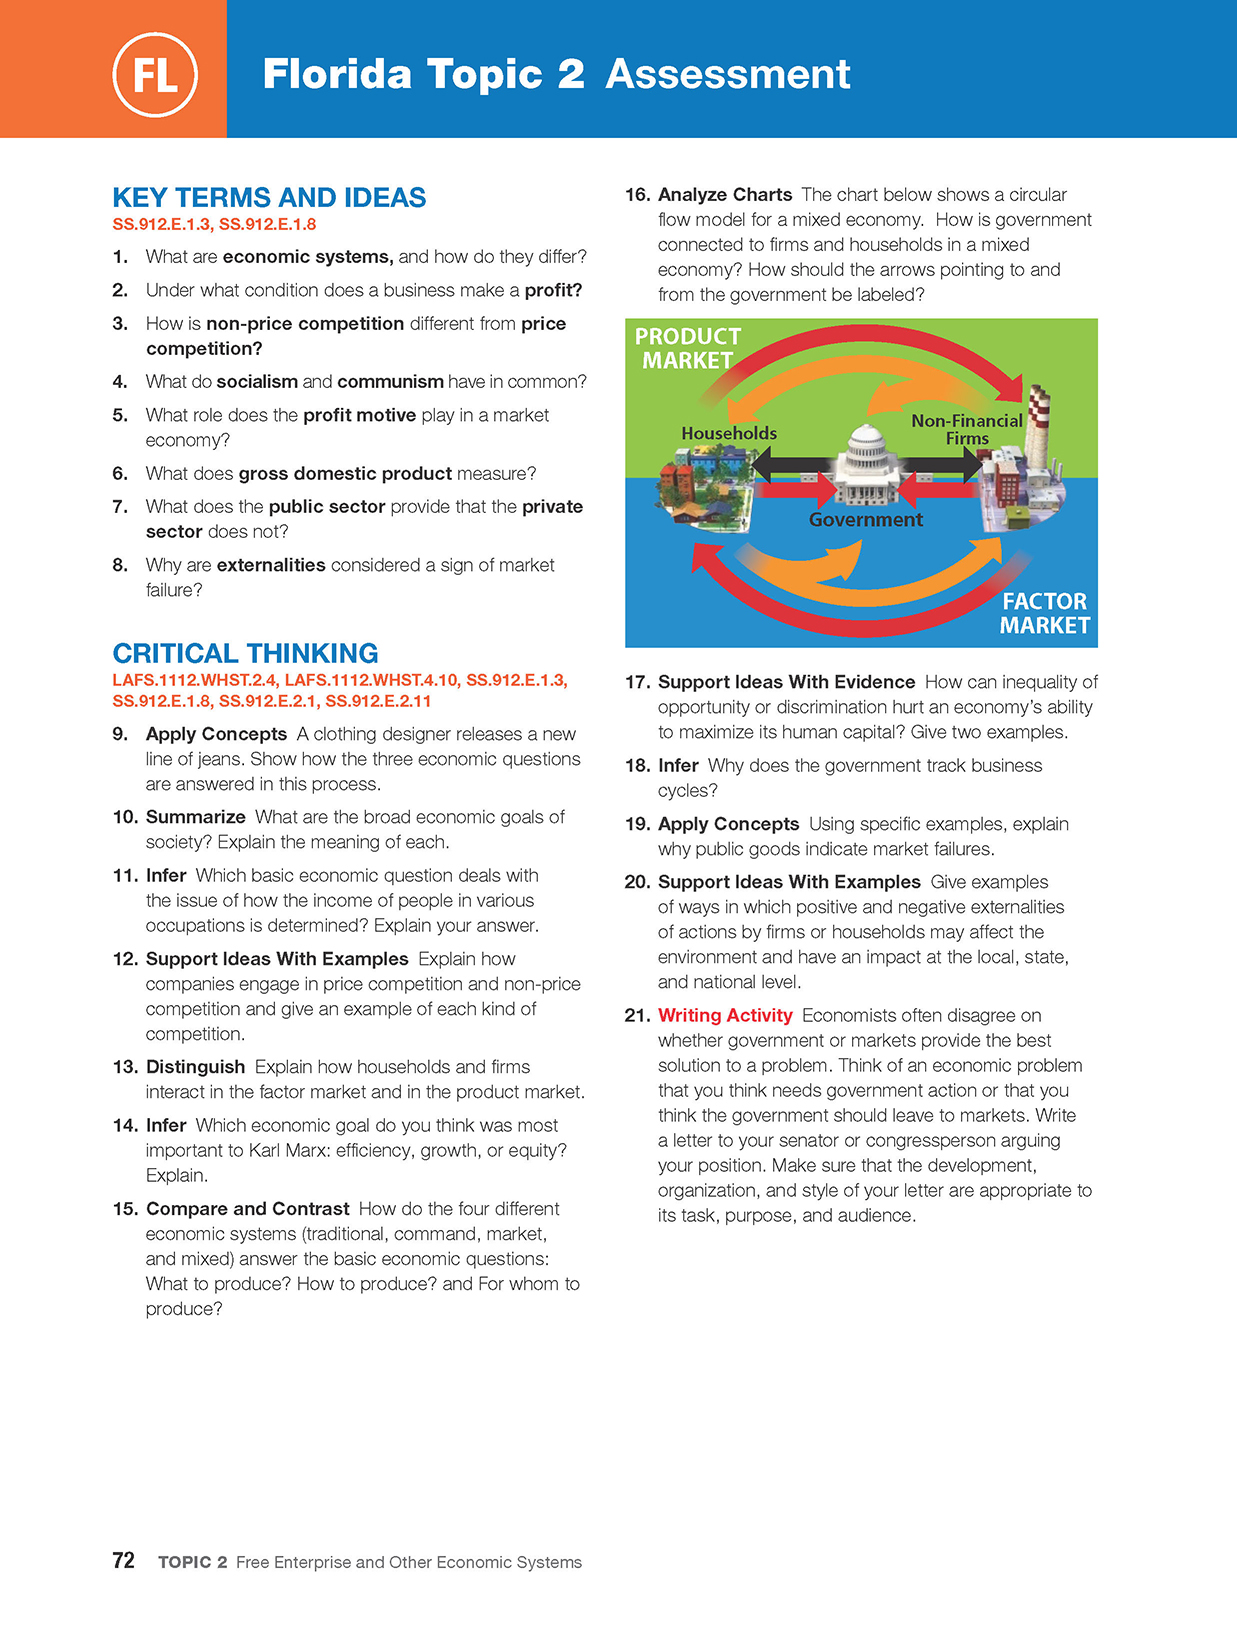 FL
Florida Topic 2 Assessment
KEY TERMS AND IDEAS
SS.912.E.1.3, SS.912.E.1.8
1. What are economic systems, and how do they differ?
2. Under what condition does a business make a profit?
3. How is non-price competition different from price
competition?
4. What do socialism and communism have in common?
5. What role does the profit motive play in a market
economy?
6. What does gross domestic product measure?
7. What does the public sector provide that the private
sector does not?
8. Why are externalities considered a sign of market
failure?
CRITICAL THINKING
LAFS.1112.WHST.2.4, LAFS.1112.WHST.4.10, SS.912.E.1.3,
SS.912.E.1.8, SS.912.E.2.1, SS.912.E.2.11
9. Apply Concepts A clothing designer releases a new
line of jeans. Show how the three economic questions
are answered in this process.
10. Summarize What are the broad economic goals of
society? Explain the meaning of each.
11. Infer Which basic economic question deals with
the issue of how the income of people in various
occupations is determined? Explain your answer.
12. Support Ideas With Examples Explain how
companies engage in price competition and non-price
competition and give an example of each kind of
competition.
13. Distinguish Explain how households and firms
interact in the factor market and in the product market.
14. Infer Which economic goal do you think was most
important to Karl Marx: efficiency, growth, or equity?
Explain.
15. Compare and Contrast How do the four different
economic systems (traditional, command, market,
and mixed) answer the basic economic questions:
What to produce? How to produce? and For whom to
produce?
16. Analyze Charts The chart below shows a circular
flow model for a mixed economy. How is government
connected to firms and households in a mixed
economy? How should the arrows pointing to and
from the government be labeled?
PRODUCT
MARKET
Households
Non-Financial
Firms
Government
FACTOR
MARKET
17. Support Ideas With Evidence How can inequality of
opportunity or discrimination hurt an economy's ability
to maximize its human capital? Give two examples.
18. Infer Why does the government track business
cycles?
19. Apply Concepts Using specific examples, explain
why public goods indicate market failures.
20. Support Ideas With Examples Give examples
of ways in which positive and negative externalities
of actions by firms or households may affect the
environment and have an impact at the local, state,
and national level.
21. Writing Activity Economists often disagree on
whether government or markets provide the best
solution to a problem. Think of an economic problem
that you think needs government action or that you
think the government should leave to markets. Write
a letter to your senator or congressperson arguing
your position. Make sure that the development,
organization, and style of your letter are appropriate to
its task, purpose, and audience.
72 TOPIC 2 Free Enterprise and Other Economic Systems